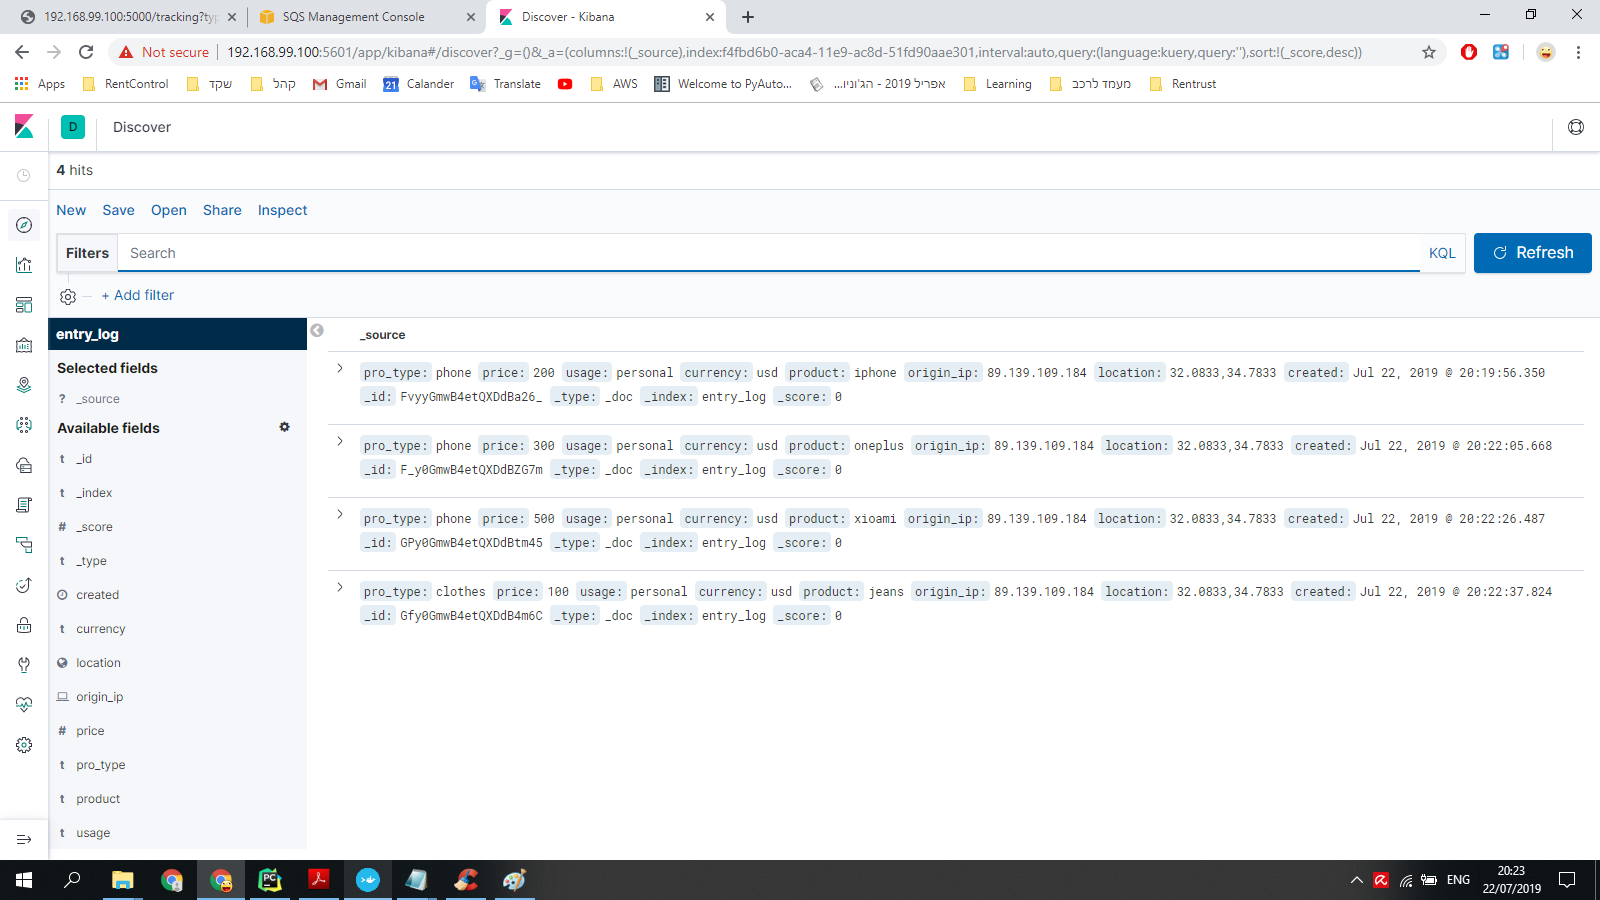 192.168.99.100:5000/tracking?typ
SQS Management Console
Discover - Kibana
Not secure
192.168.99.100:5601/app/kibana#/discover?_g=()&_a=(columns:!(_source),index:f4fbd6b0-aca4-11e9-ac8d-51fd90aae301,interval:auto,query:(language:kuery,query:''),sort:!(_score,desc))
Apps RentControl שקד קהל Gmail 21 Calander Translate AWS Welcome to PyAuto... אפריל 2019 - הג'וניו... Learning מעמד לרכב Rentrust
D Discover
4 hits
New Save Open Share Inspect
Filters Search KQL Refresh
+ Add filter
entry_log
Selected fields
? _source
Available fields
t _id
t _index
# _score
t _type
created
t currency
location
origin_ip
# price
t pro_type
t product
t usage
_source
pro_type: phone price: 200 usage: personal currency: usd product: iphone origin_ip: 89.139.109.184 location: 32.0833,34.7833 created: Jul 22, 2019 @ 20:19:56.350
_id: FvyyGmwB4etQXDdBa26_ _type: _doc _index: entry_log _score: 0
pro_type: phone price: 300 usage: personal currency: usd product: oneplus origin_ip: 89.139.109.184 location: 32.0833,34.7833 created: Jul 22, 2019 @ 20:22:05.668
_id: F_y0GmwB4etQXDdBZG7m _type: _doc _index: entry_log _score: 0
pro_type: phone price: 500 usage: personal currency: usd product: xioami origin_ip: 89.139.109.184 location: 32.0833,34.7833 created: Jul 22, 2019 @ 20:22:26.487
_id: GPy0GmwB4etQXDdBtm45 _type: _doc _index: entry_log _score: 0
pro_type: clothes price: 100 usage: personal currency: usd product: jeans origin_ip: 89.139.109.184 location: 32.0833,34.7833 created: Jul 22, 2019 @ 20:22:37.824
_id: Gfy0GmwB4etQXDdB4m6C _type: _doc _index: entry_log _score: 0
PC
ENG
20:23
22/07/2019